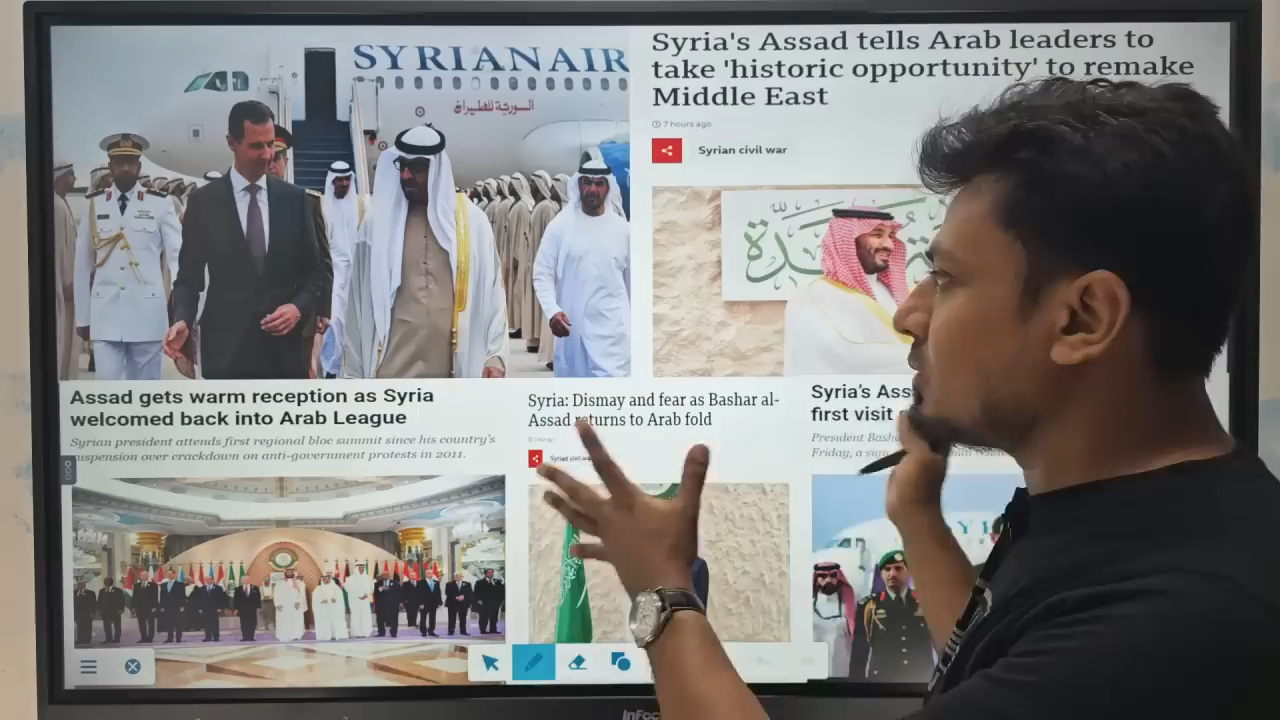 SYRIANAIR
السورية للطيران
Syria's Assad tells Arab leaders to
take 'historic opportunity' to remake
Middle East
7 hours ago
Syrian civil war
Assad gets warm reception as Syria
welcomed back into Arab League
Syrian president attends first regional bloc summit since his country's
suspension over crackdown on anti-government protests in 2011.
Syria: Dismay and fear as Bashar al-
Assad returns to Arab fold
Syrian civil
Syria's Ass
first visit
President Bash
Friday, a sign
InFoc